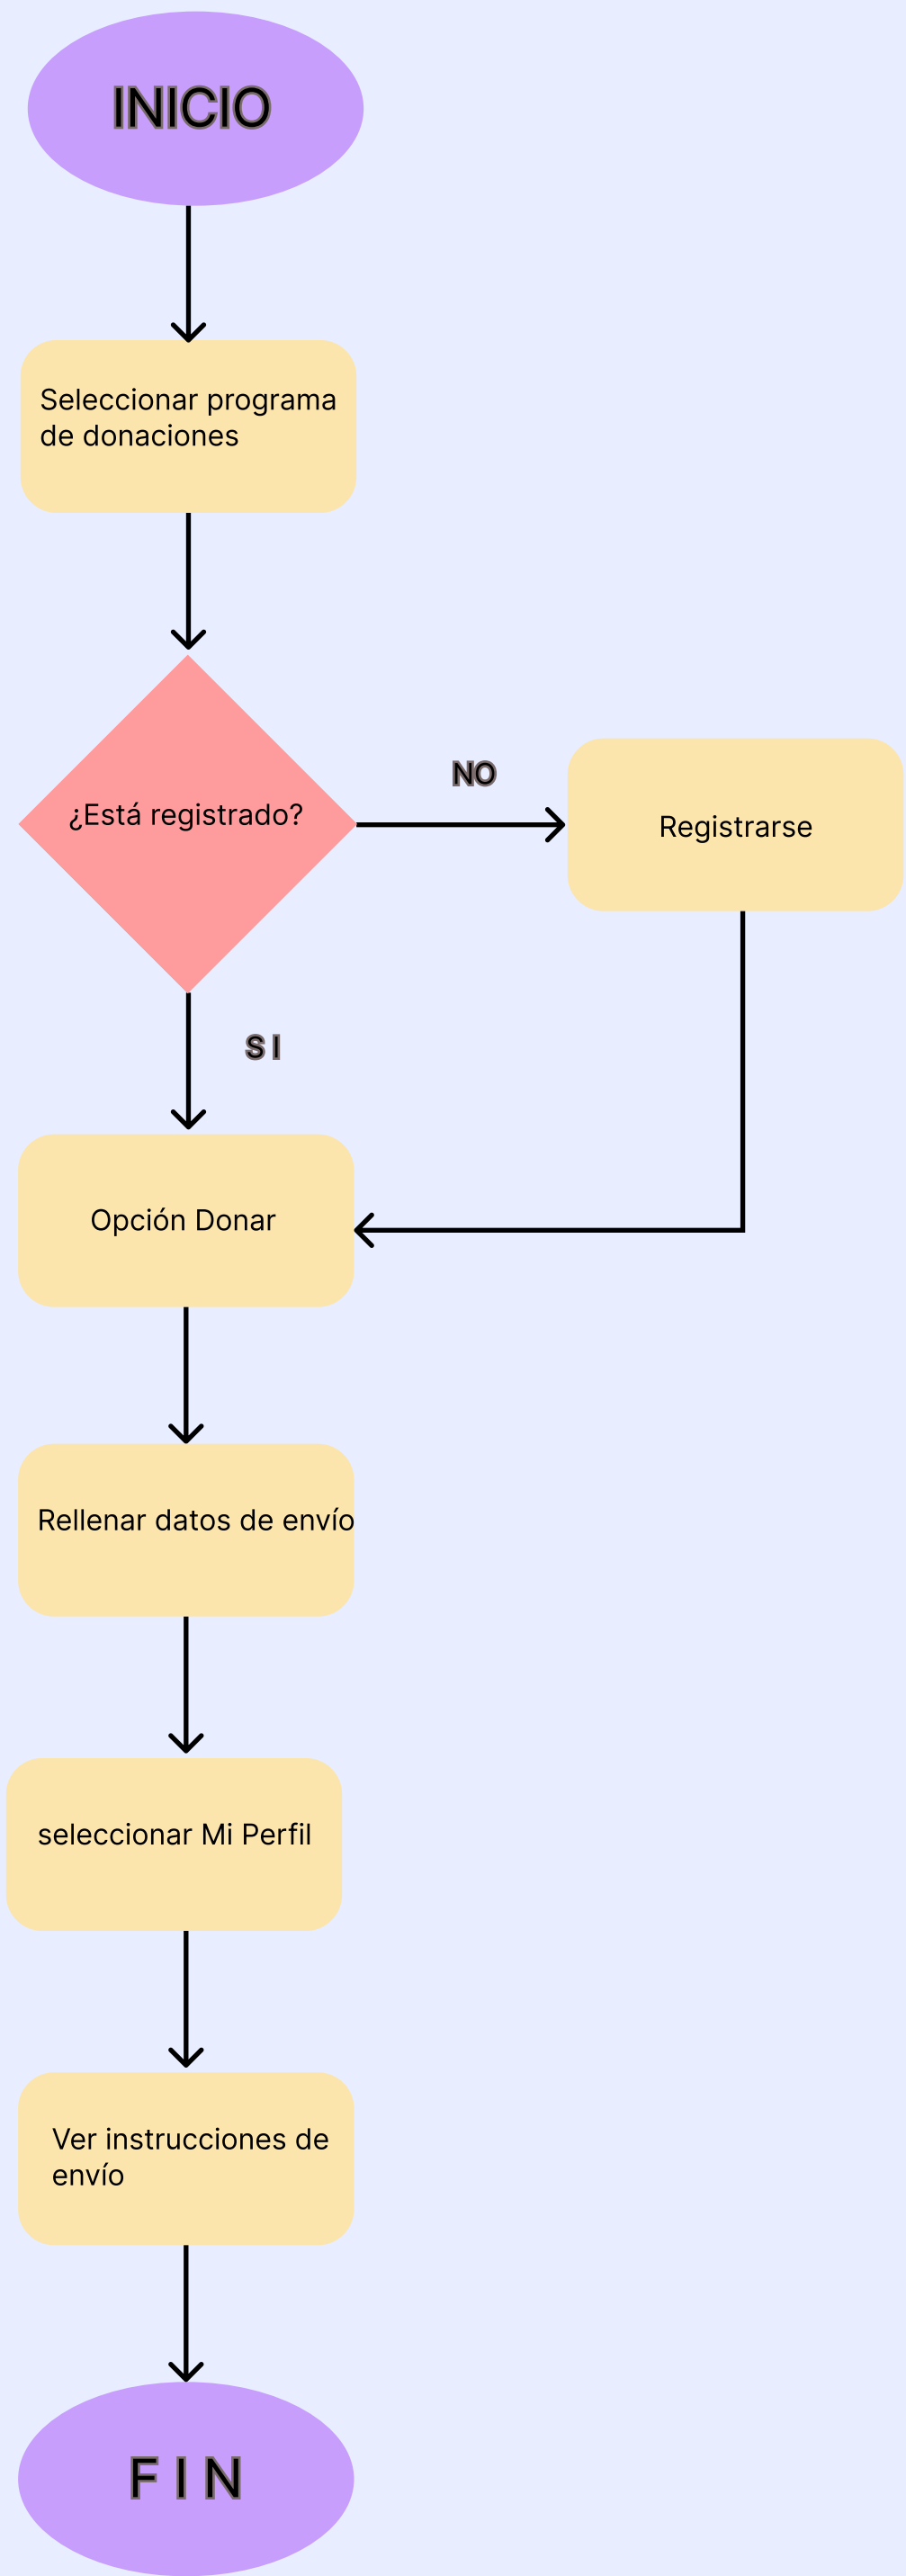 INICIO
Seleccionar programa
de donaciones
¿Está registrado?
NO
Registrarse
S I
Opción Donar
Rellenar datos de envío
seleccionar Mi Perfil
Ver instrucciones de
envío
F I N